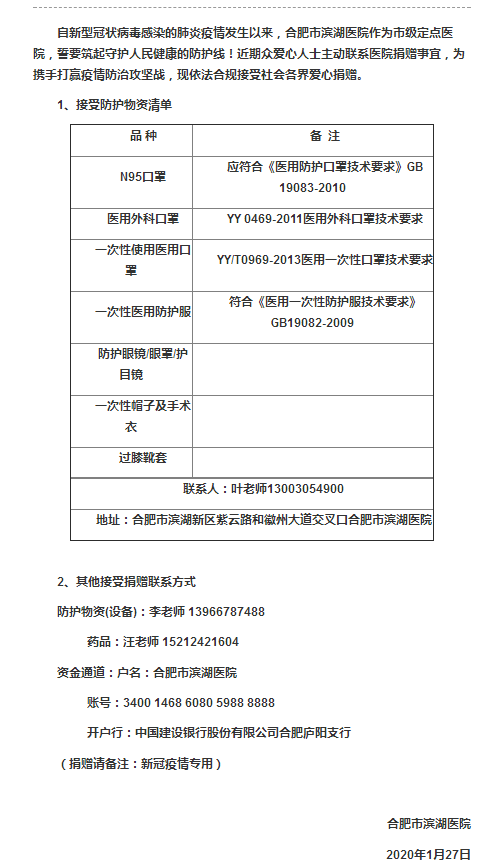 自新型冠状病毒感染的肺炎疫情发生以来，合肥市滨湖医院作为市级定点医
院，誓要筑起守护人民健康的防护线！近期众爱心人士主动联系医院捐赠事宜，为
携手打赢疫情防治攻坚战，现依法合规接受社会各界爱心捐赠。
1、接受防护物资清单
品 种 备 注
N95口罩 应符合《医用防护口罩技术要求》GB
19083-2010
医用外科口罩 YY 0469-2011医用外科口罩技术要求
一次性使用医用口
罩 YY/T0969-2013医用一次性口罩技术要求
一次性医用防护服 符合《医用一次性防护服技术要求》
GB19082-2009
防护眼镜/眼罩/护
目镜
一次性帽子及手术
衣
过膝靴套
联系人：叶老师13003054900
地址：合肥市滨湖新区紫云路和徽州大道交叉口合肥市滨湖医院
2、其他接受捐赠联系方式
防护物资(设备)：李老师 13966787488
药品：汪老师 15212421604
资金通道：户名：合肥市滨湖医院
账号：3400 1468 6080 5988 8888
开户行：中国建设银行股份有限公司合肥庐阳支行
（捐赠请备注：新冠疫情专用）
合肥市滨湖医院
2020年1月27日